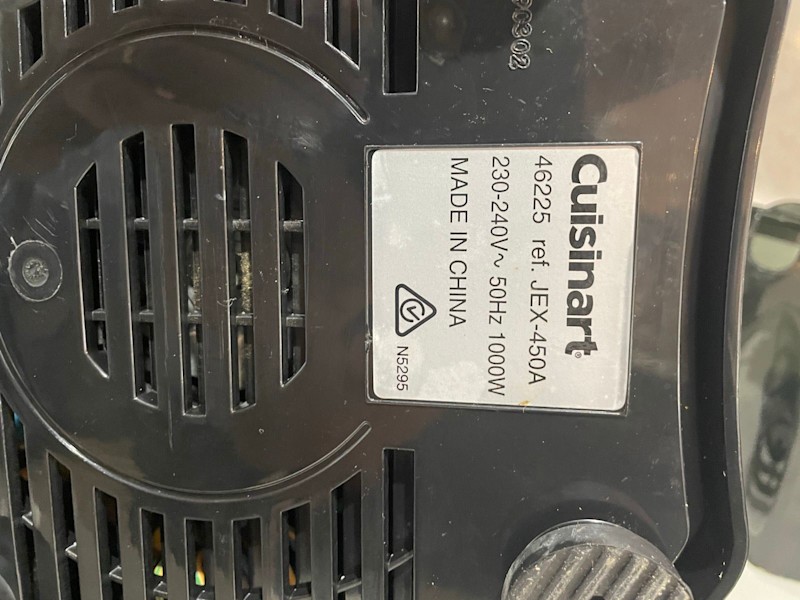 Cuisinart®
46225 ref. JEX-450A
230-240V~ 50Hz 1000W
MADE IN CHINA
N5295